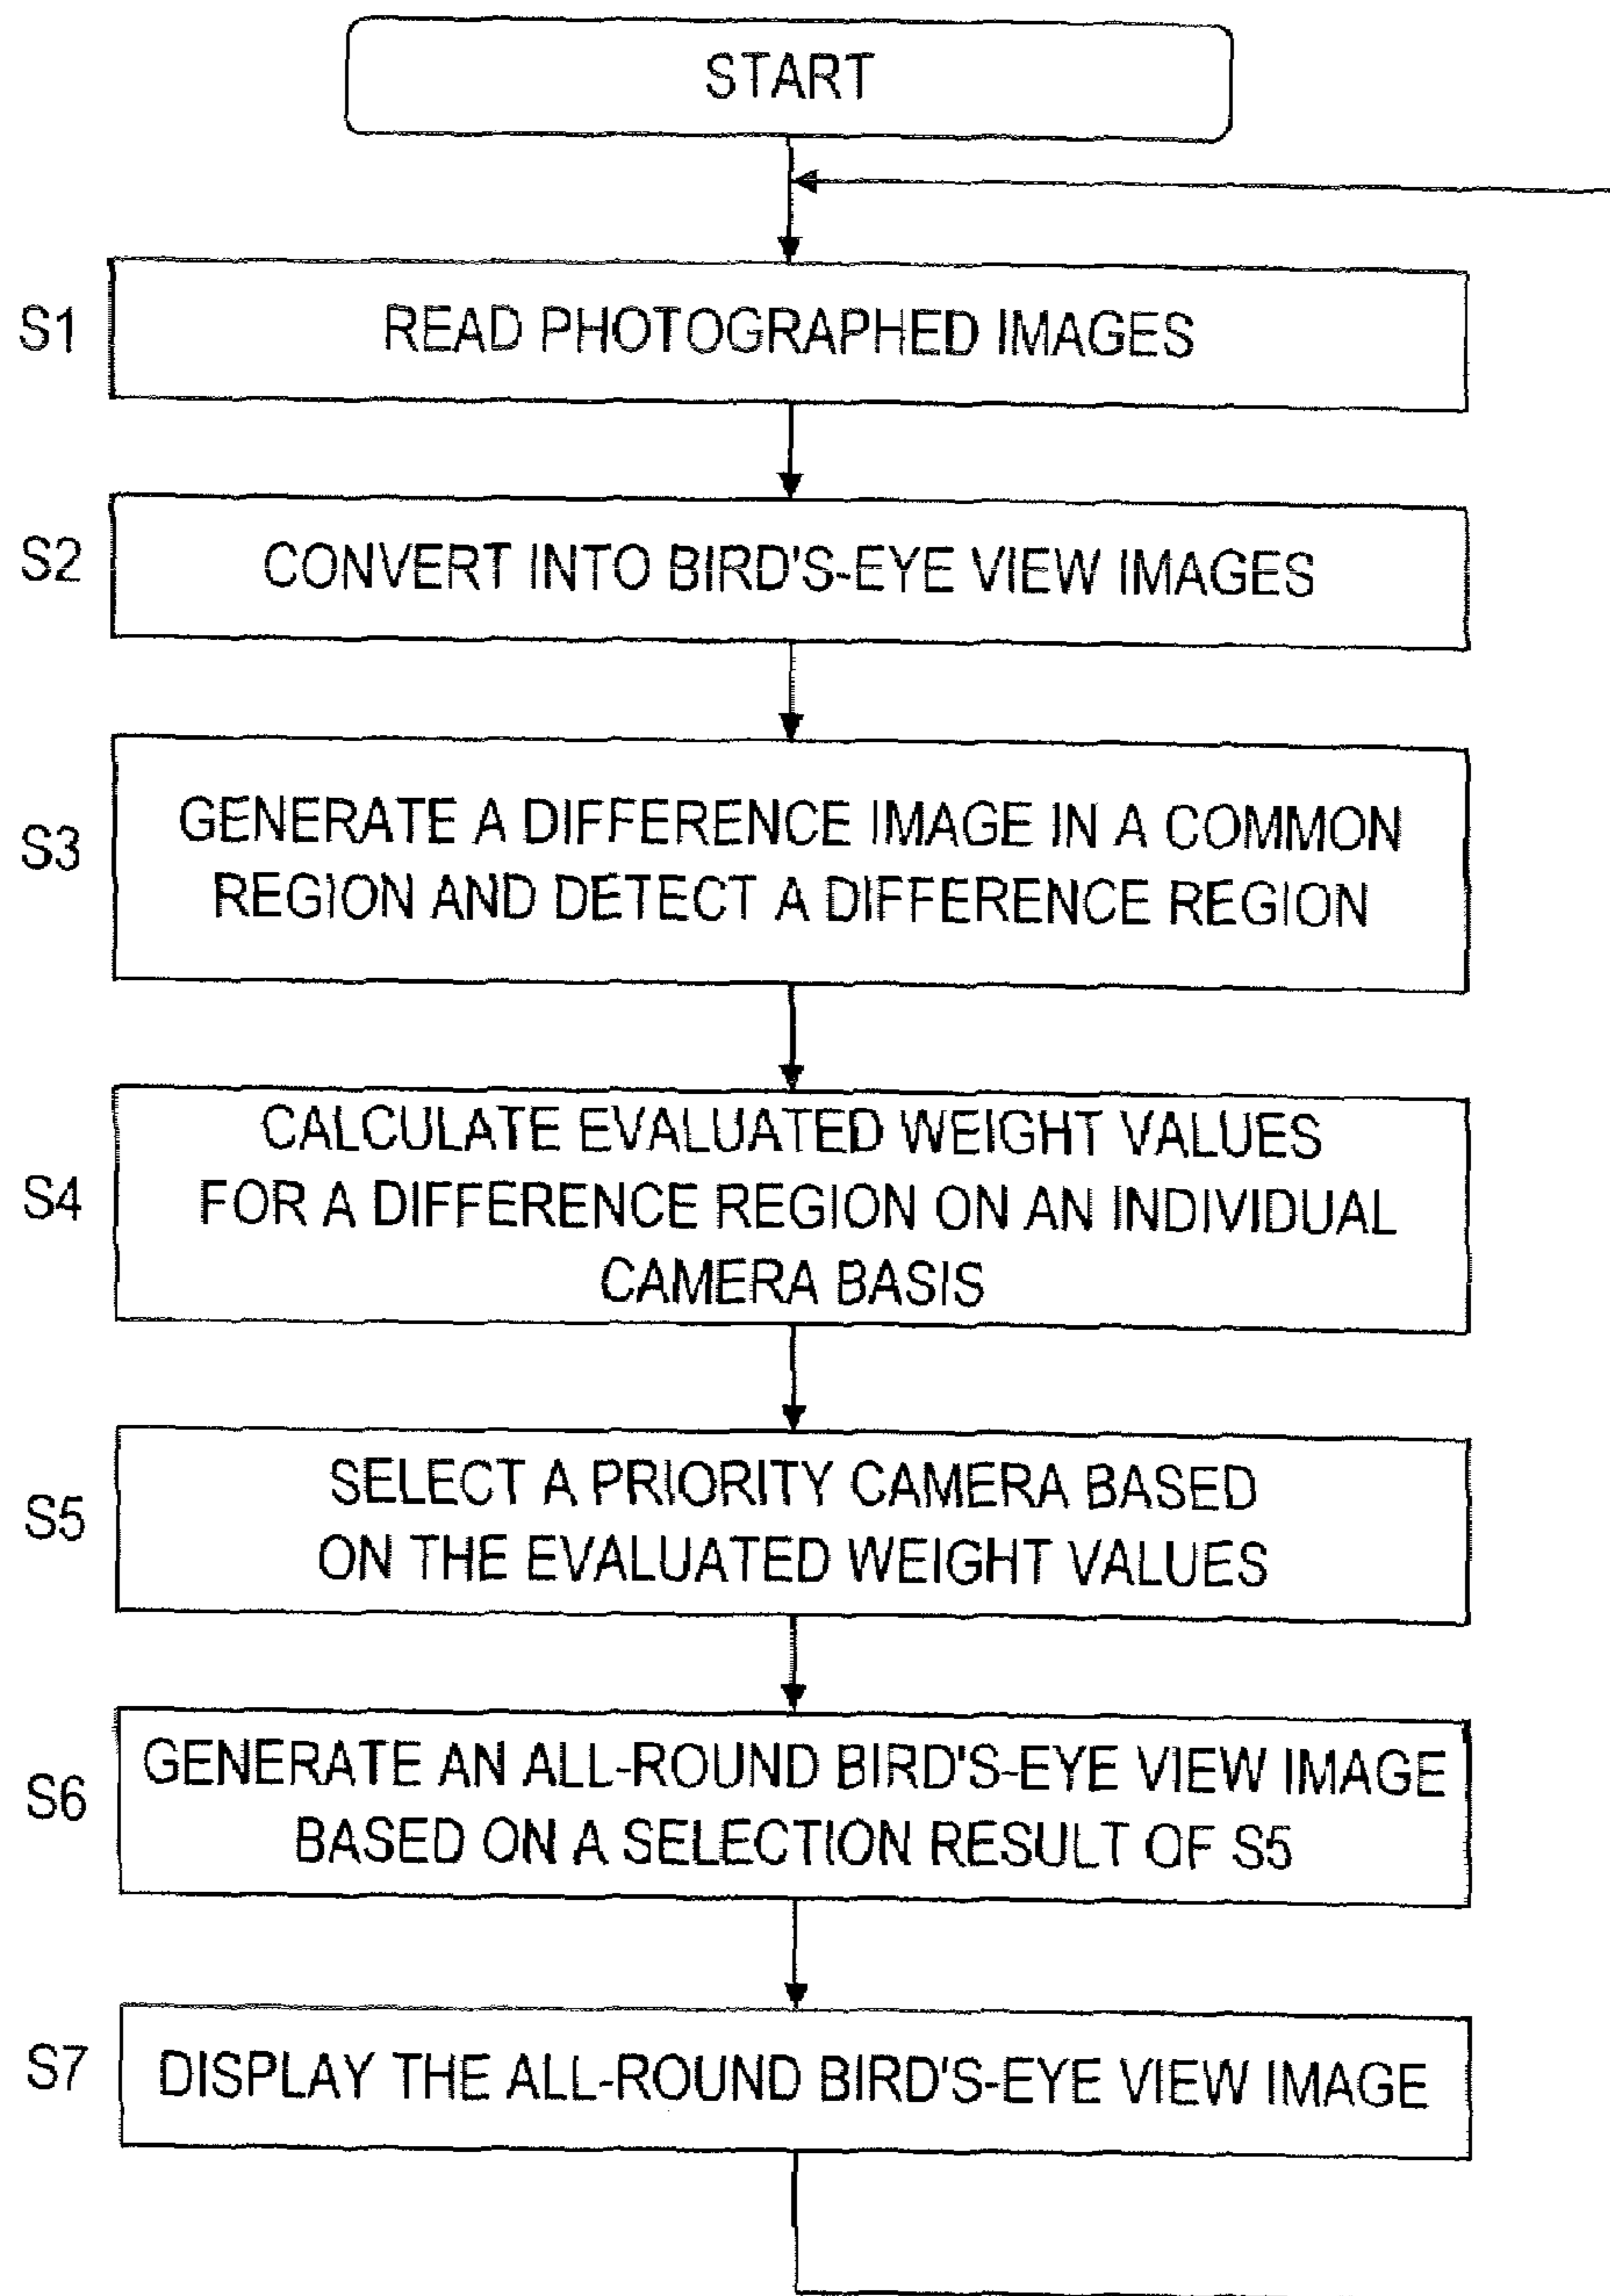 START
S1
READ PHOTOGRAPHED IMAGES
S2
CONVERT INTO BIRD'S-EYE VIEW IMAGES
S3
GENERATE A DIFFERENCE IMAGE IN A COMMON
REGION AND DETECT A DIFFERENCE REGION
S4
CALCULATE EVALUATED WEIGHT VALUES
FOR A DIFFERENCE REGION ON AN INDIVIDUAL
CAMERA BASIS
S5
SELECT A PRIORITY CAMERA BASED
ON THE EVALUATED WEIGHT VALUES
S6
GENERATE AN ALL-ROUND BIRD'S-EYE VIEW IMAGE
BASED ON A SELECTION RESULT OF S5
S7
DISPLAY THE ALL-ROUND BIRD'S-EYE VIEW IMAGE